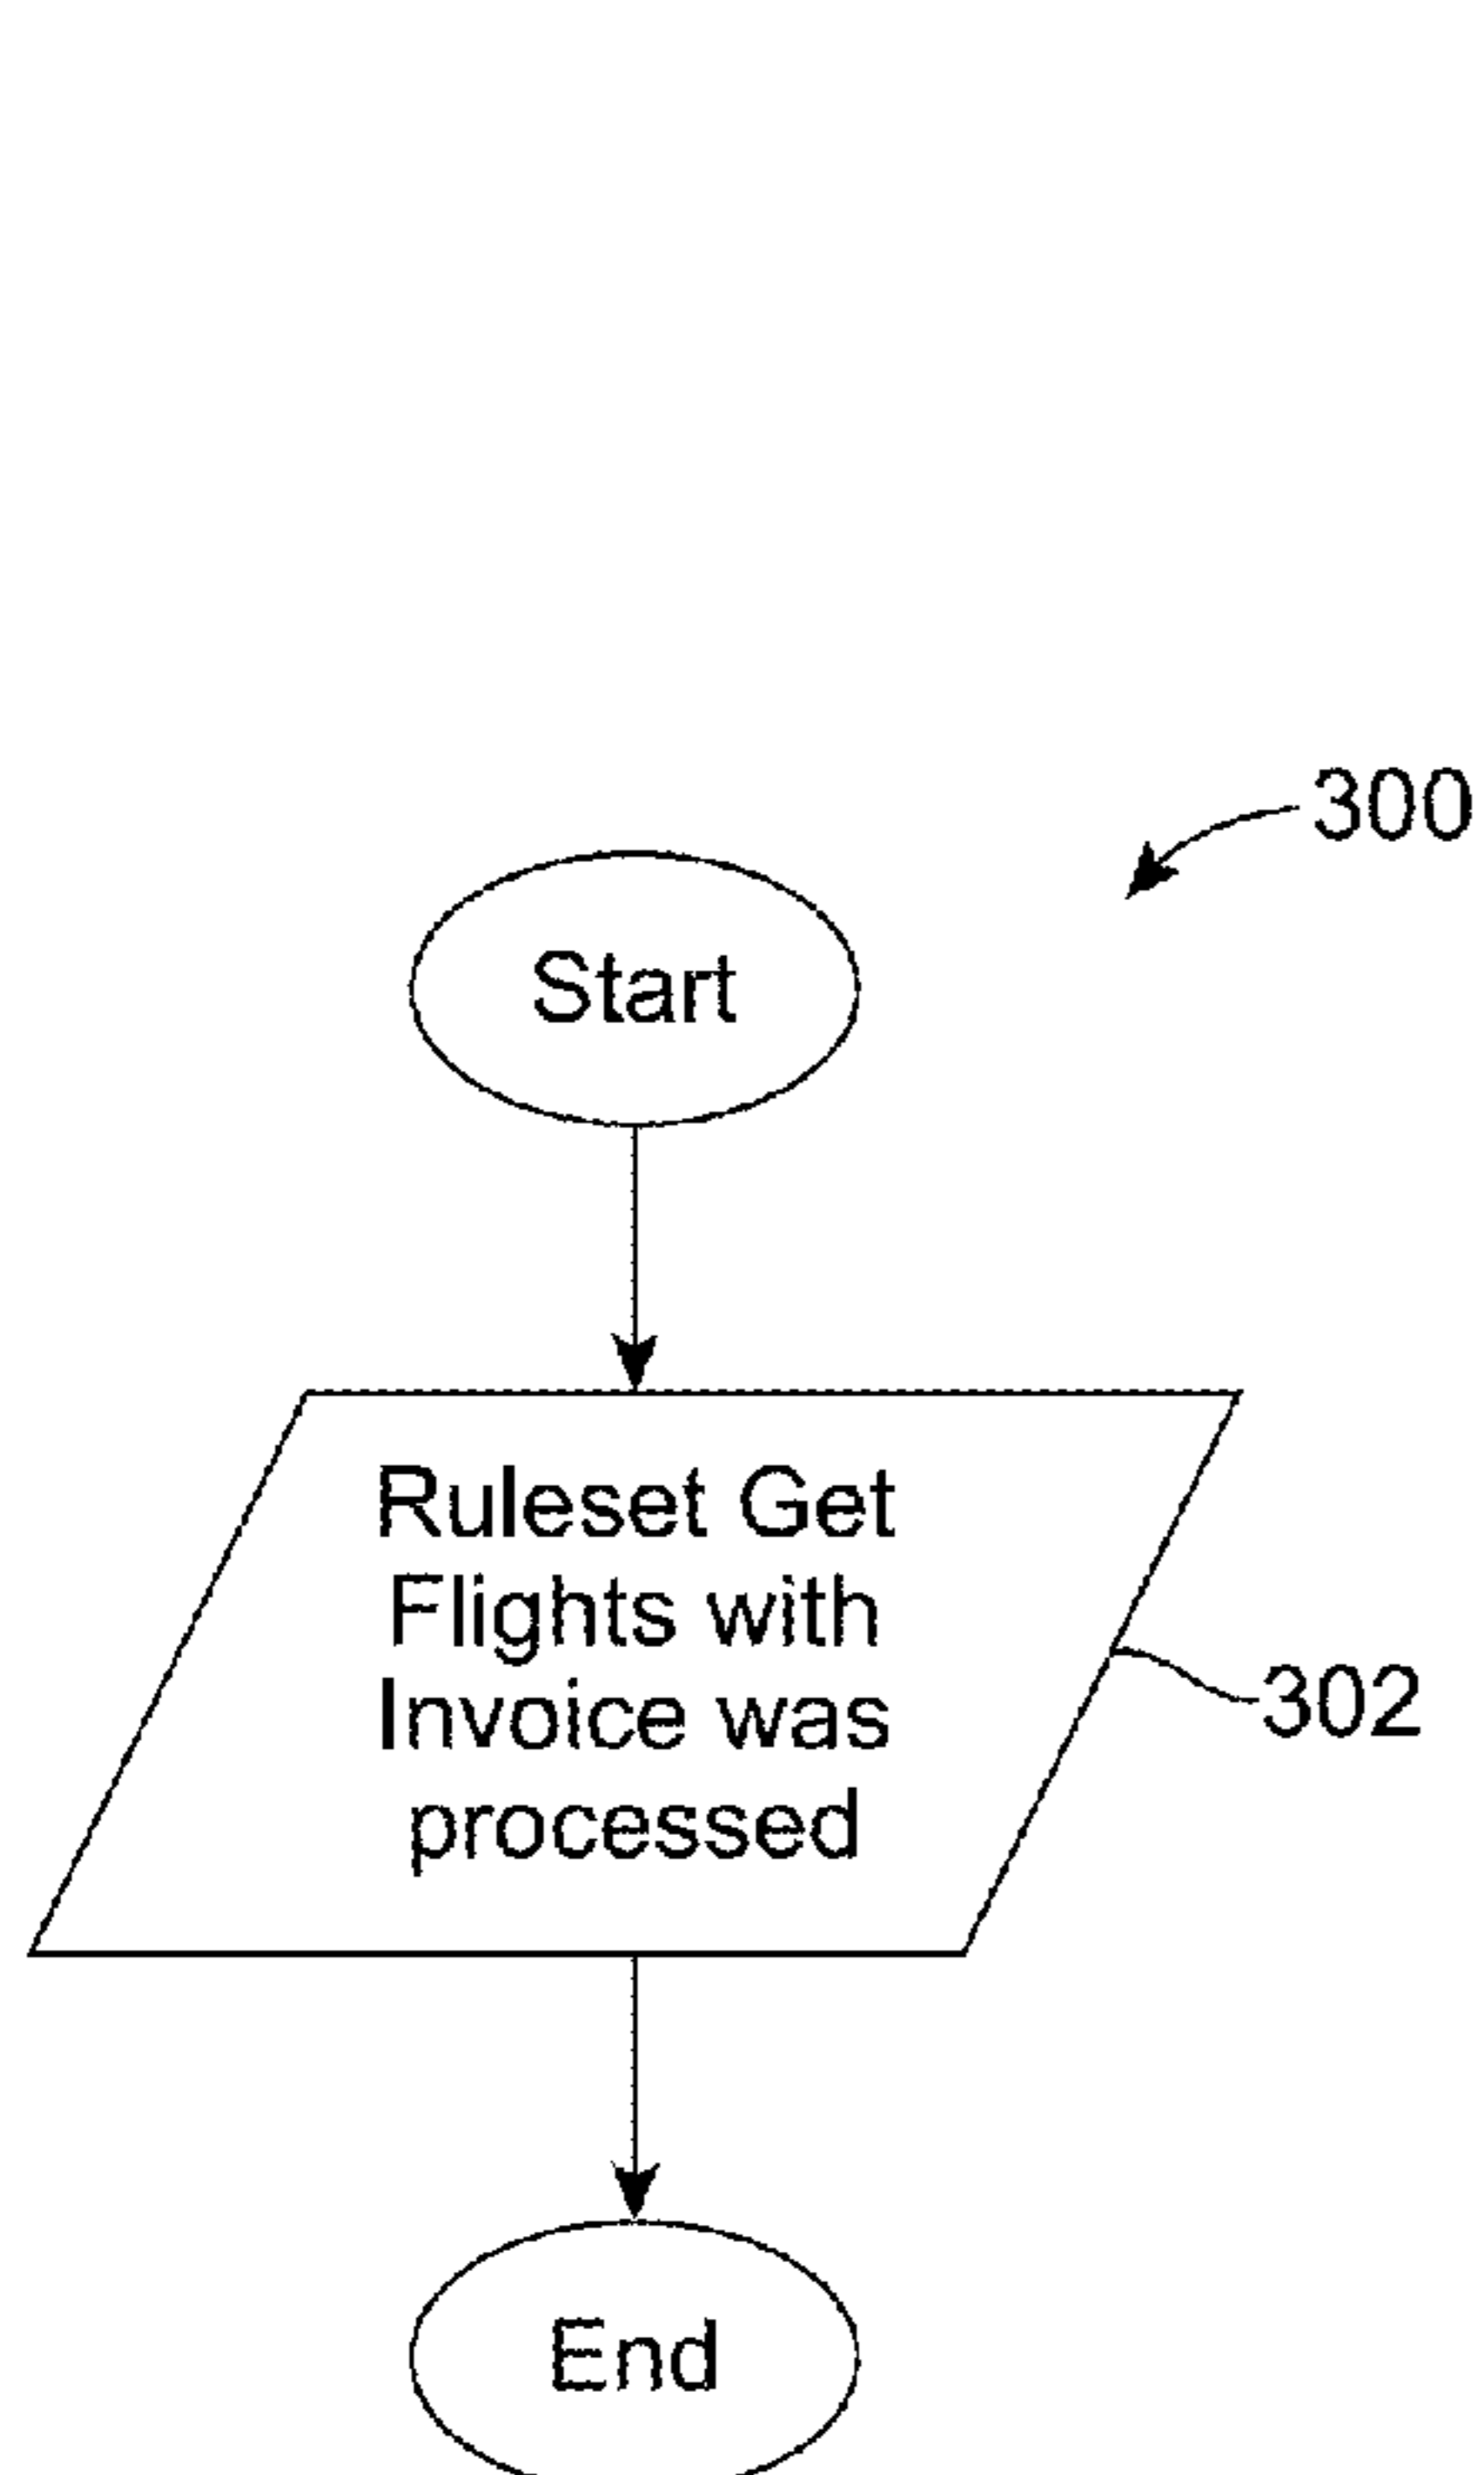 300
Start
Ruleset Get
Flights with
Invoice was
processed
302
End